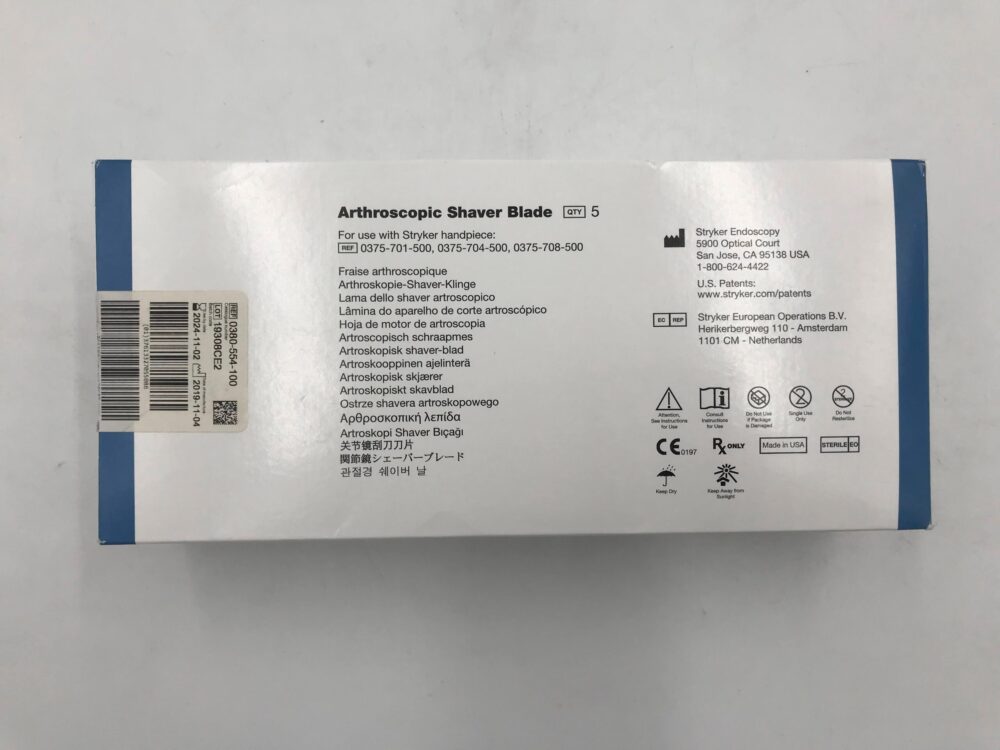 Arthroscopic Shaver Blade QTY 5
For use with Stryker handpiece:
REF 0375-701-500, 0375-704-500, 0375-708-500
Fraise arthroscopique
Arthroskopie-Shaver-Klinge
Lama dello shaver artroscopico
Lâmina do aparelho de corte artroscópico
Hoja de motor de artroscopia
Artroscopisch schraapmes
Artroskopisk shaver-blad
Artroskooppinen ajelinterä
Artroskopisk skjærer
Artroskopiskt skavblad
Ostrze shavera artroskopowego
Αρθροσκοπική λεπίδα
Artroskopi Shaver Bıçağı
关节镜刮刀刀片
関節鏡シェーバーブレード
관절경 쉐이버 날
Stryker Endoscopy
5900 Optical Court
San Jose, CA 95138 USA
1-800-624-4422
U.S. Patents:
www.stryker.com/patents
EC REP
Stryker European Operations B.V.
Herikerbergweg 110 - Amsterdam
1101 CM - Netherlands
Attention,
See Instructions
for Use
Consult
Instructions
for Use
Do Not Use
if Package
is Damaged
Single Use
Only
Do Not
Resterilize
CE 0197
Rx ONLY
Made in USA
STERILE EO
Keep Dry
Keep Away from
Sunlight
REF 0380-554-100
LOT 19308CE2
2024-11-02
2019-11-04